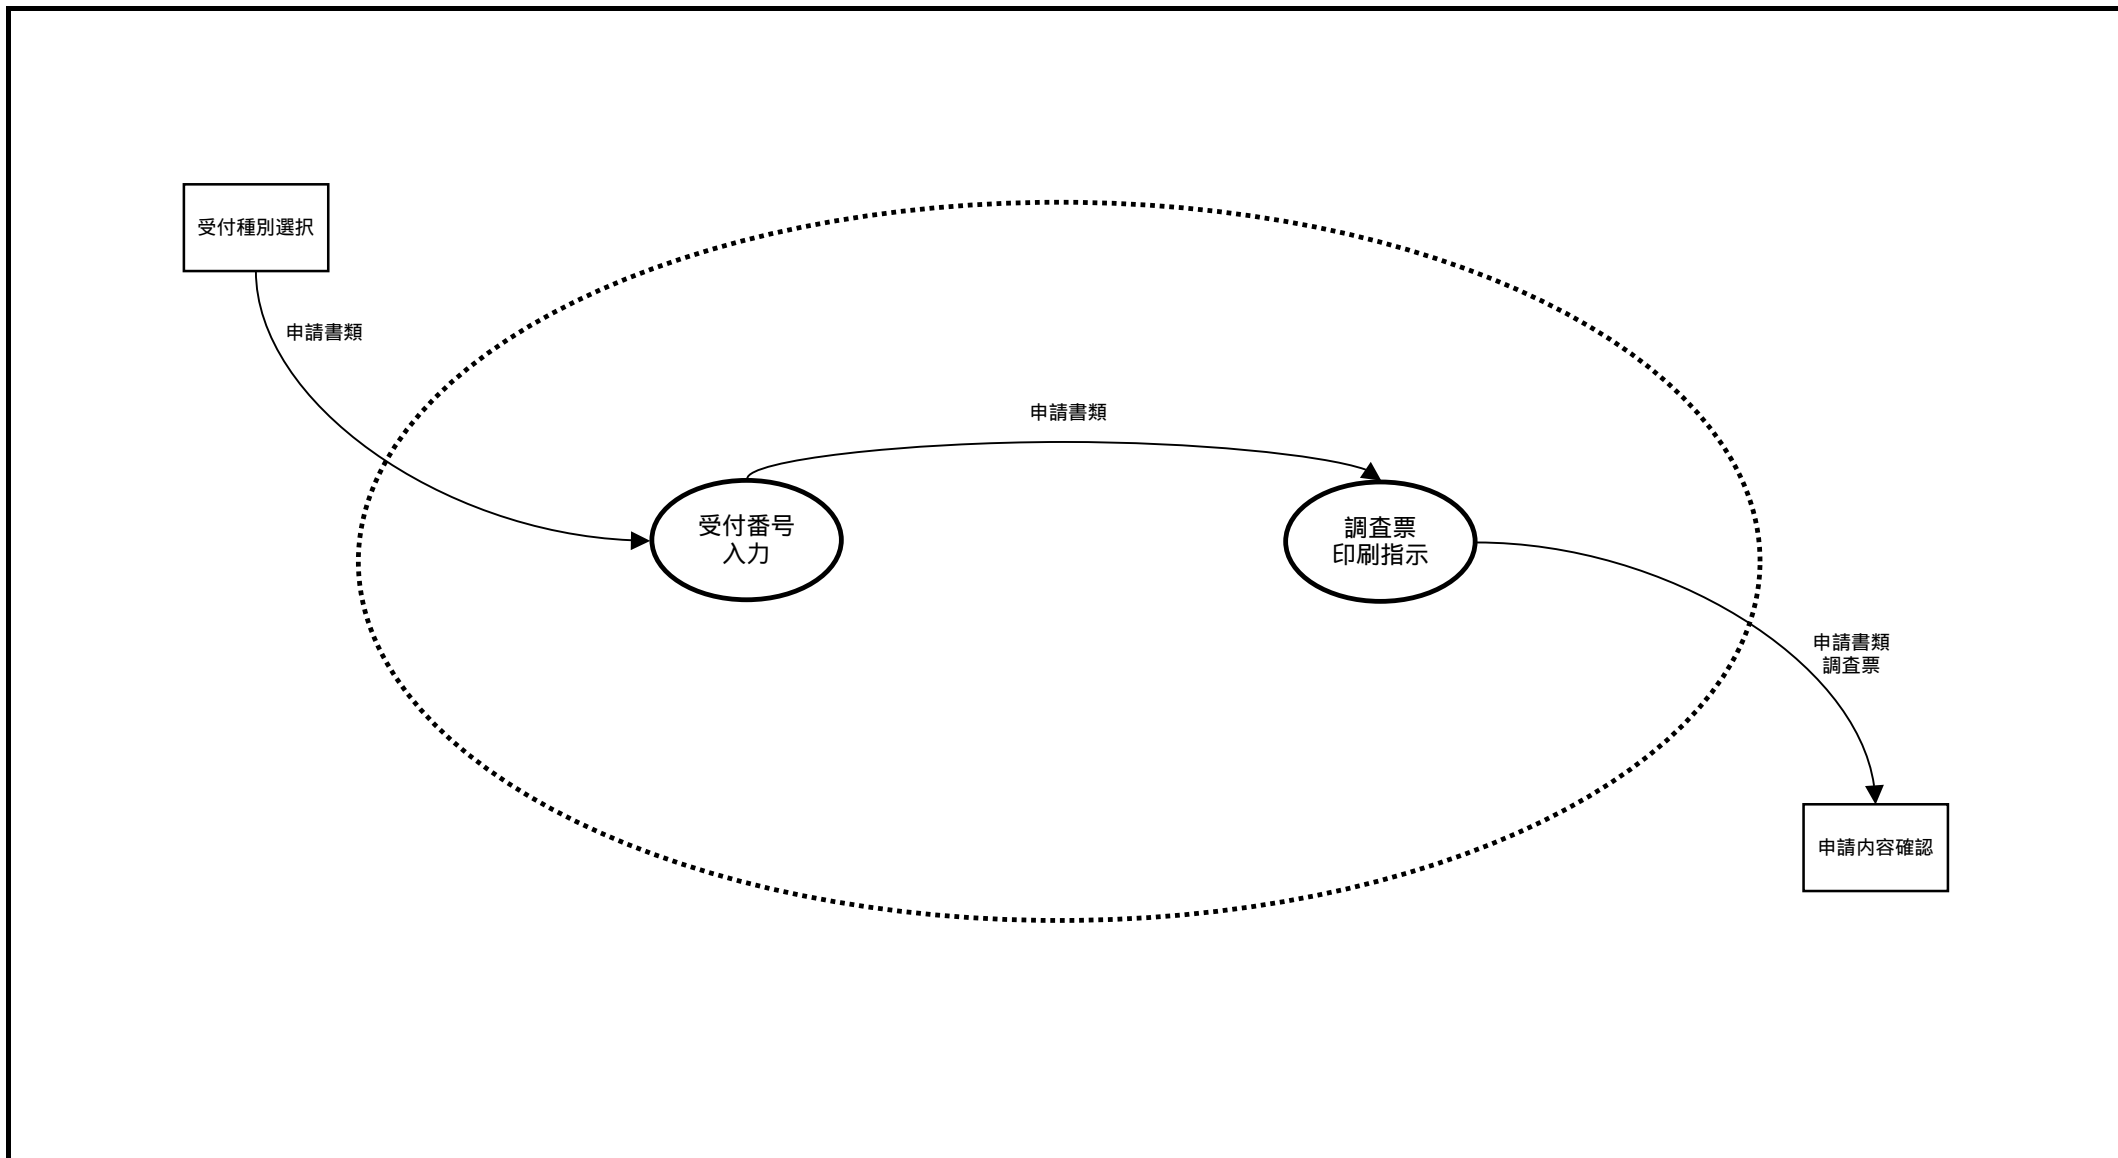 受付種別選択
申請書類
申請書類
受付番号
入力
調査票
印刷指示
申請書類
調査票
申請内容確認